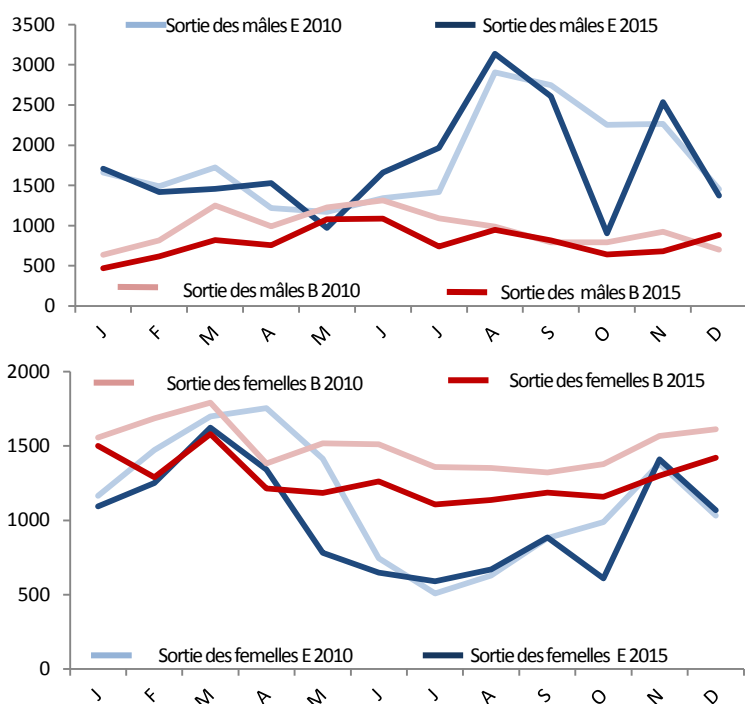 Sortie des mâles E 2010 Sortie des mâles E 2015
3500
3000
2500
2000
1500
1000
500
0
Sortie des mâles B 2010 Sortie des mâles B 2015
J F M A M J J A S O N D
2000
Sortie des femelles B 2010 Sortie des femelles B 2015
1500
1000
500
0
Sortie des femelles E 2010 Sortie des femelles E 2015
J F M A M J J A S O N D